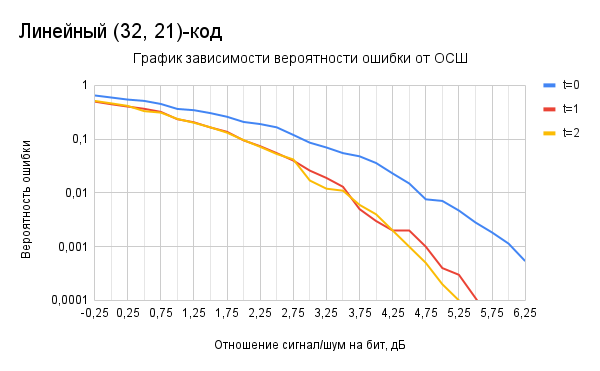 Линейный (32, 21)-код
График зависимости вероятности ошибки от ОСШ
Вероятность ошибки
1
0,1
0,01
0,001
0,0001
-0,25 0,25 0,75 1,25 1,75 2,25 2,75 3,25 3,75 4,25 4,75 5,25 5,75 6,25
Отношение сигнал/шум на бит, дБ
t=0
t=1
t=2